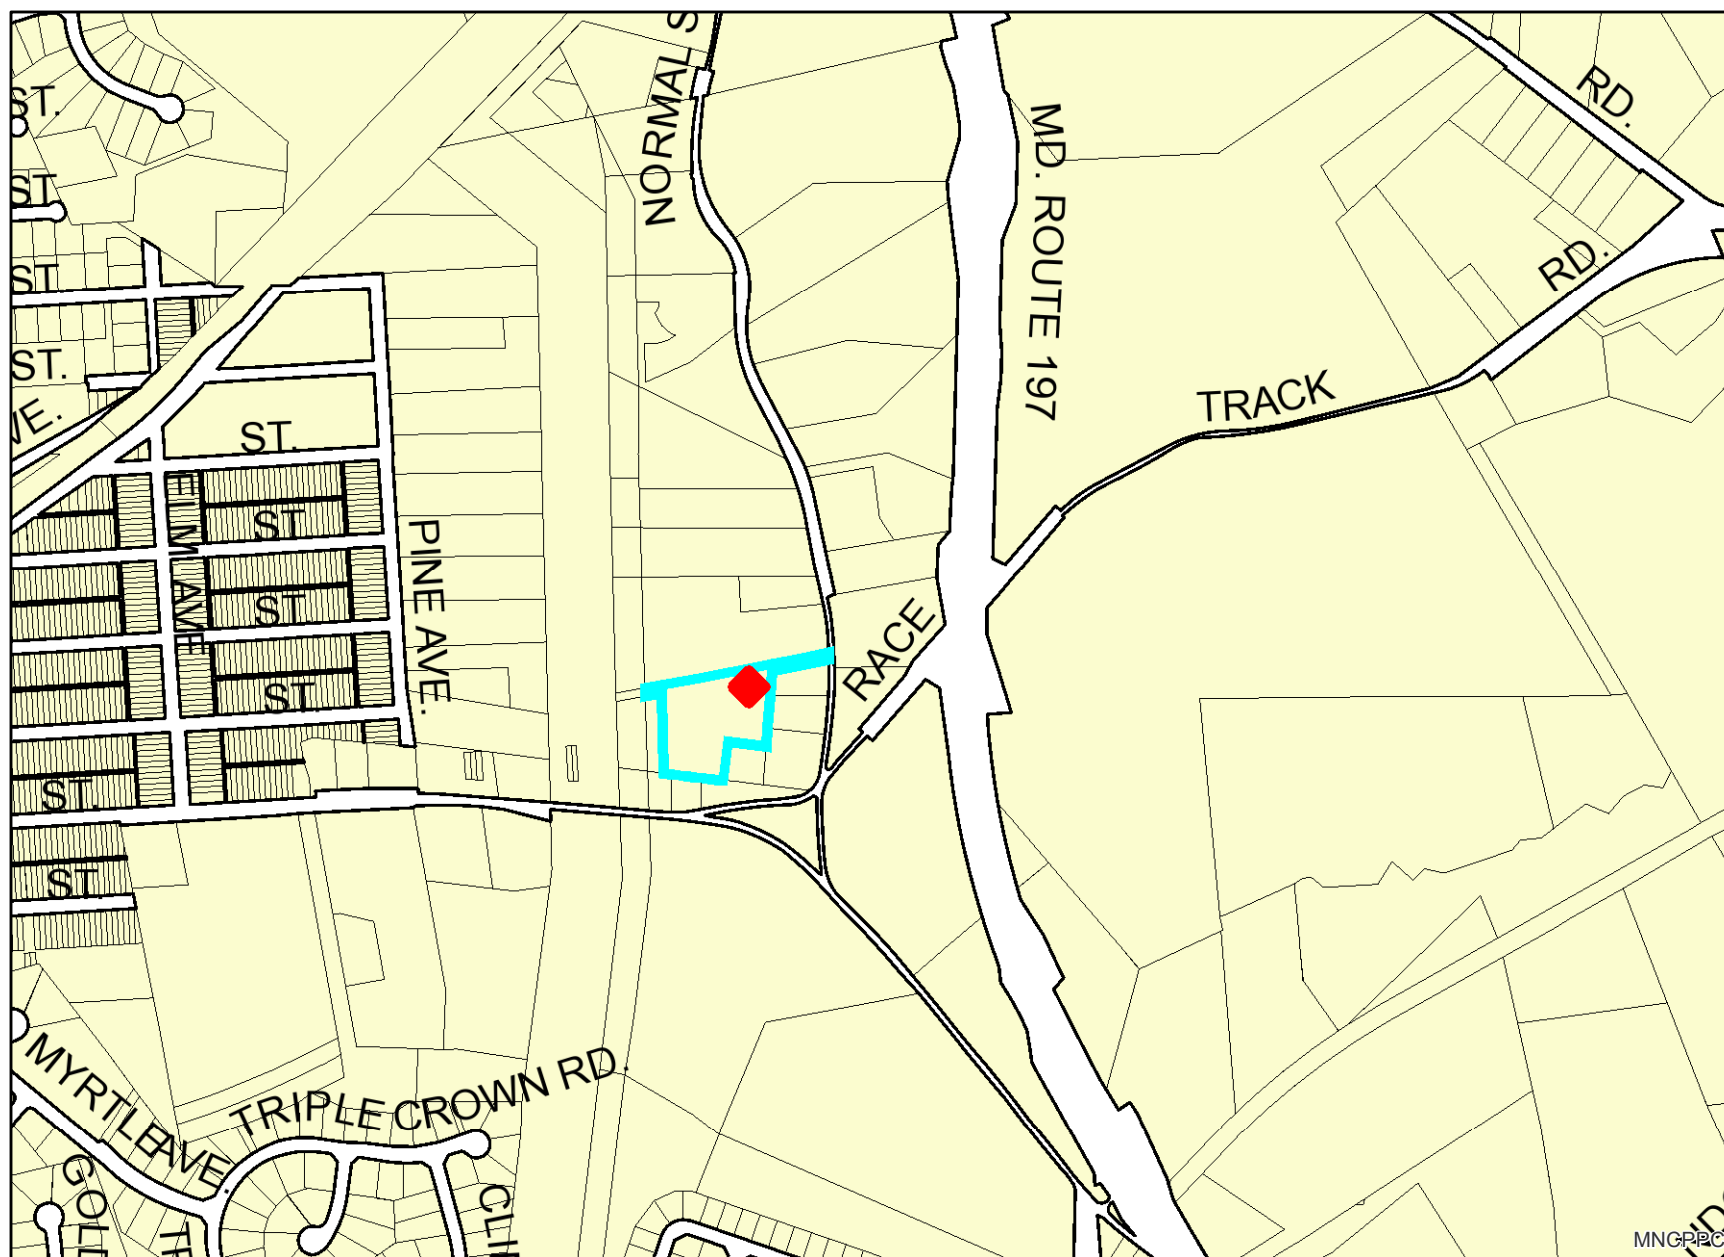 NORMAL S
ST.
RD.
MD. ROUTE 197
ST
RD.
ST
ST.
TRACK
ST.
ELM AVE
ST
PINE AVE.
ST
RACE
ST
ST.
ST
MYRTLE AVE.
TRIPLE CROWN RD.
MNCPPC